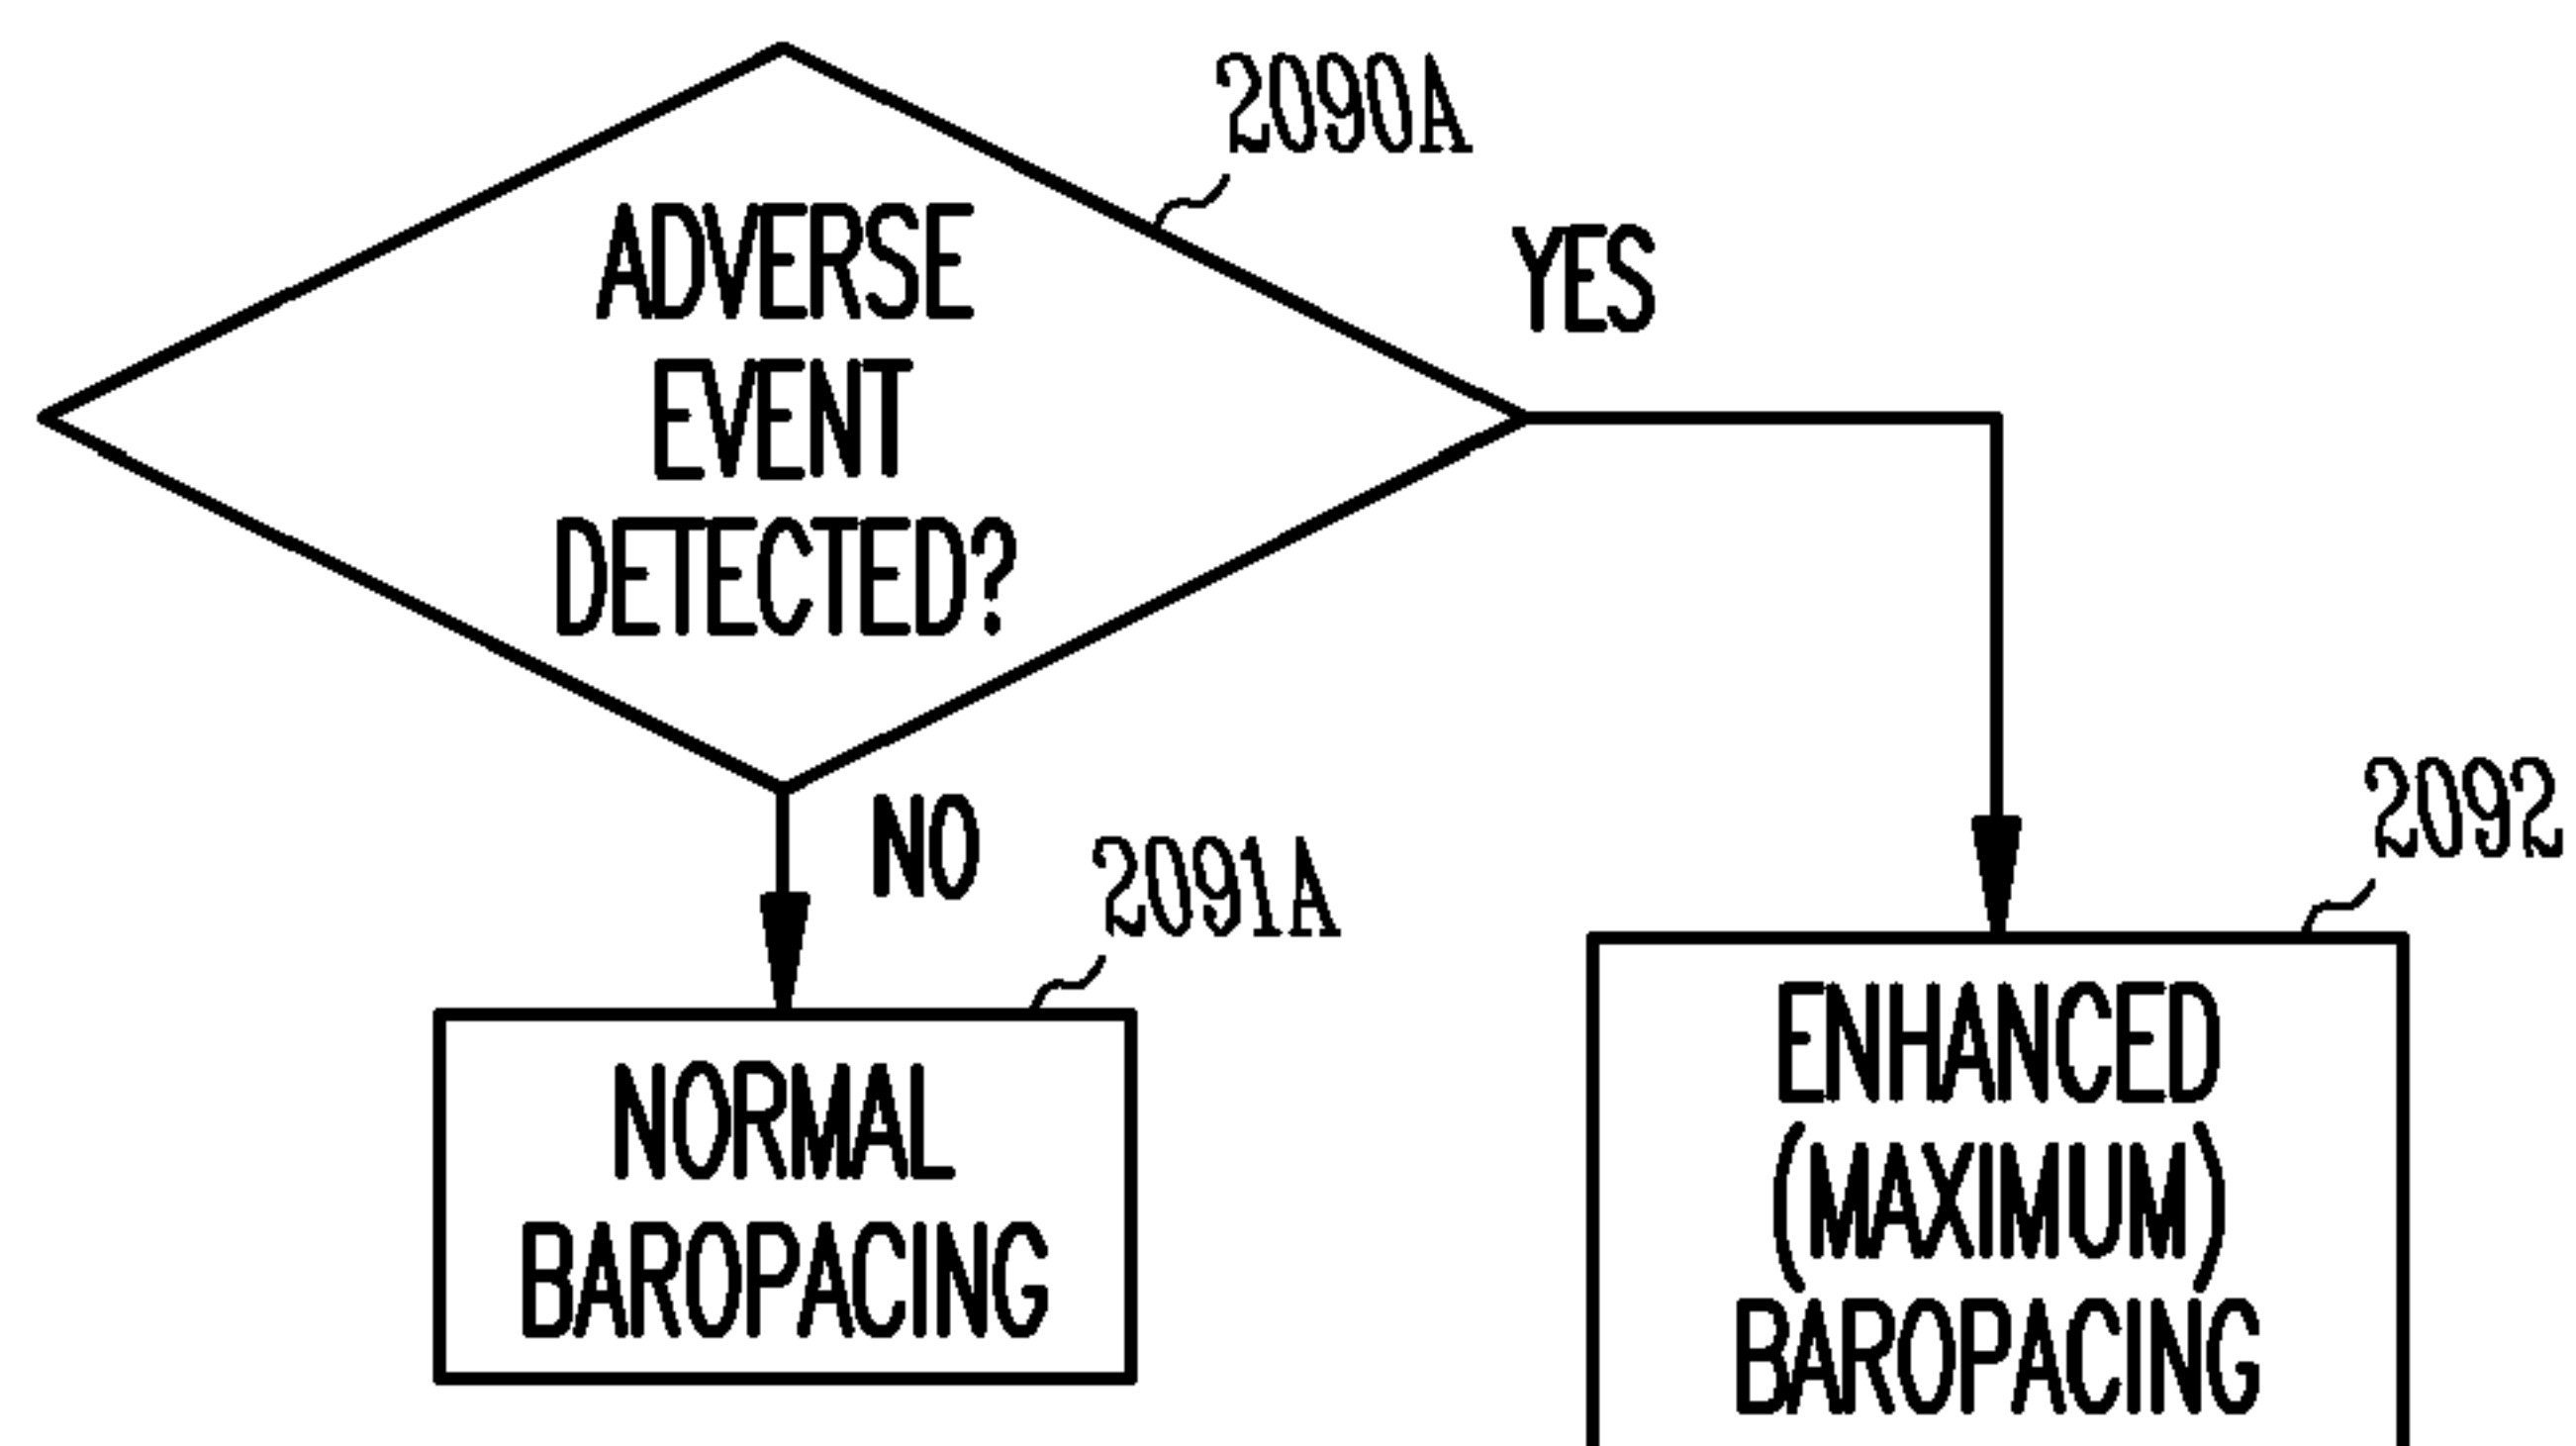 2090A
ADVERSE
EVENT
DETECTED?
YES
NO
2091A
NORMAL
BAROPACING
2092
ENHANCED
(MAXIMUM)
BAROPACING